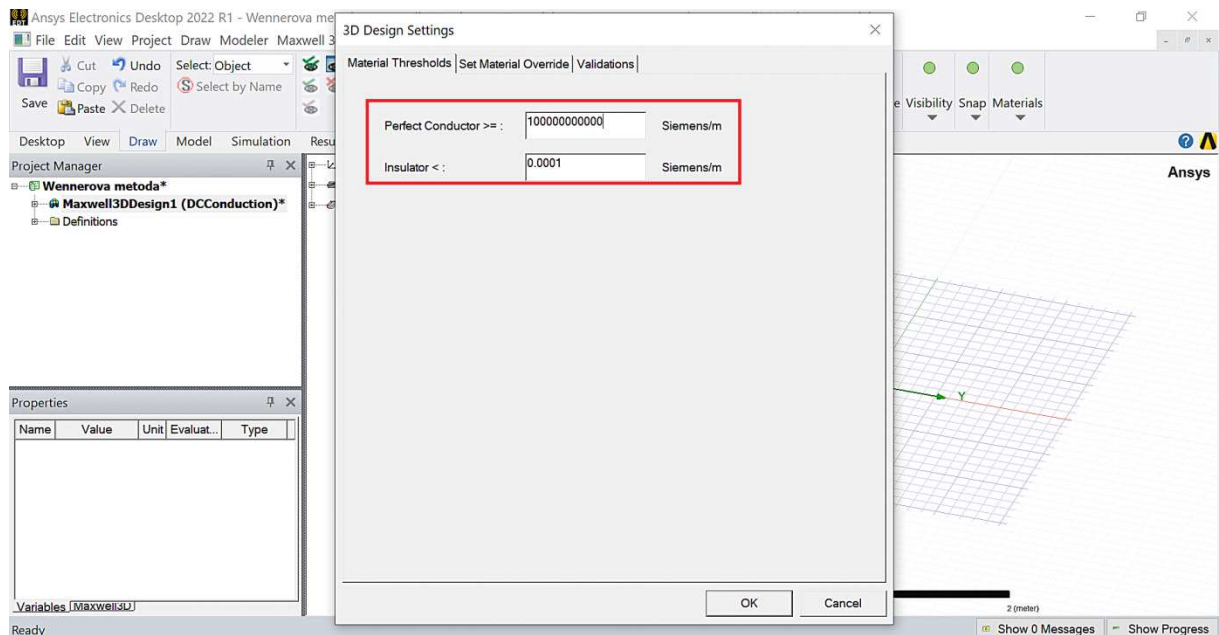 Ansys Electronics Desktop 2022 R1 - Wennerova me
File Edit View Project Draw Modeler Maxwell 3
Save
Cut
Copy
Paste
Undo
Redo
Delete
Select: Object
Select by Name
e Visibility Snap Materials
Desktop View Draw Model Simulation Resu
Project Manager
Wennerova metoda*
Maxwell3DDesign1 (DCConduction)*
Definitions
Properties
Name Value Unit Evaluat... Type
Variables Maxwell3D
Ready
3D Design Settings
Material Thresholds Set Material Override Validations
Perfect Conductor >= : 100000000000 Siemens/m
Insulator < : 0.0001 Siemens/m
OK Cancel
Ansys
Y
2 (meter)
Show 0 Messages Show Progress